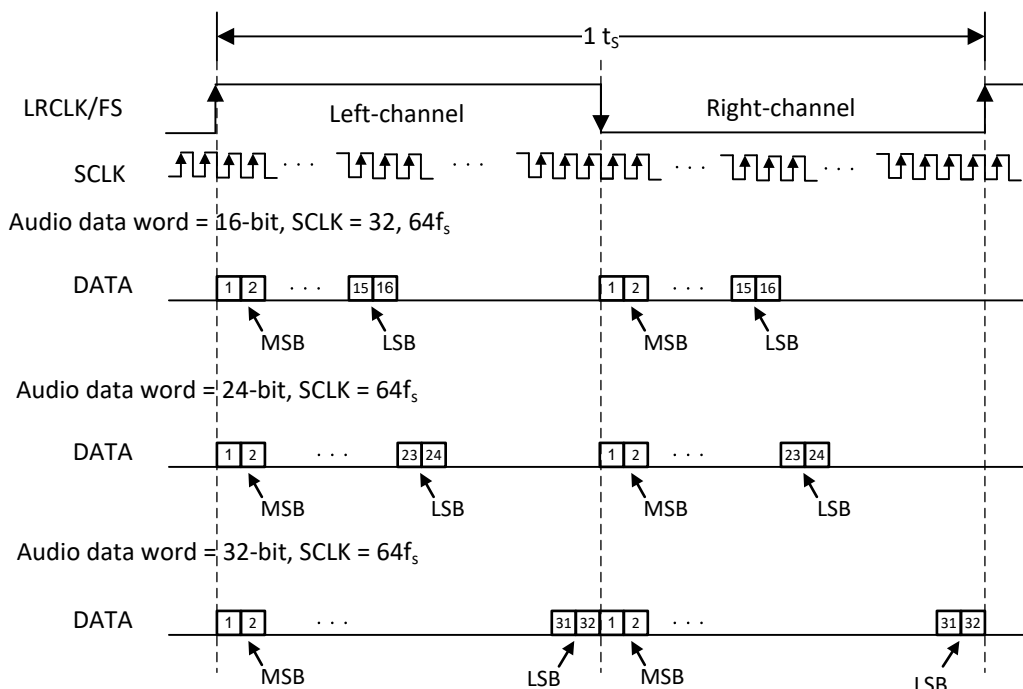 1 tS
LRCLK/FS
Left-channel
Right-channel
SCLK
. . .
. . .
. . .
. . .
Audio data word = 16-bit, SCLK = 32, 64fs
DATA
1 2 . . . 15 16 1 2 . . . 15 16
MSB LSB MSB LSB
Audio data word = 24-bit, SCLK = 64fs
DATA
1 2 . . . 23 24 1 2 . . . 23 24
MSB LSB MSB LSB
Audio data word = 32-bit, SCLK = 64fs
DATA
1 2 . . . 31 32 1 2 . . . 31 32
MSB LSB MSB LSB